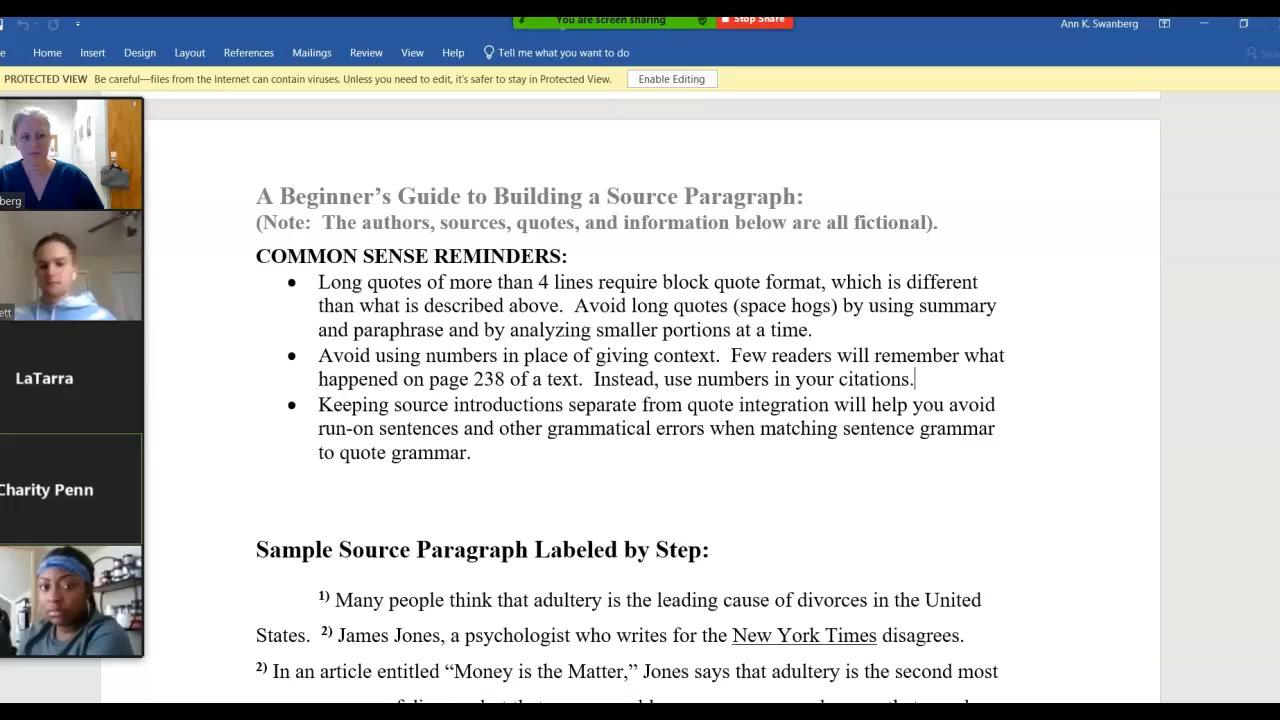 You are screen sharing Stop Share
Ann K. Swanberg
Home Insert Design Layout References Mailings Review View Help Tell me what you want to do
PROTECTED VIEW Be careful—files from the Internet can contain viruses. Unless you need to edit, it's safer to stay in Protected View. Enable Editing
berg
ett
LaTarra
Charity Penn
A Beginner's Guide to Building a Source Paragraph:
(Note: The authors, sources, quotes, and information below are all fictional).
COMMON SENSE REMINDERS:
• Long quotes of more than 4 lines require block quote format, which is different
than what is described above. Avoid long quotes (space hogs) by using summary
and paraphrase and by analyzing smaller portions at a time.
• Avoid using numbers in place of giving context. Few readers will remember what
happened on page 238 of a text. Instead, use numbers in your citations.
• Keeping source introductions separate from quote integration will help you avoid
run-on sentences and other grammatical errors when matching sentence grammar
to quote grammar.
Sample Source Paragraph Labeled by Step:
1) Many people think that adultery is the leading cause of divorces in the United
States. 2) James Jones, a psychologist who writes for the New York Times disagrees.
2) In an article entitled “Money is the Matter,” Jones says that adultery is the second most